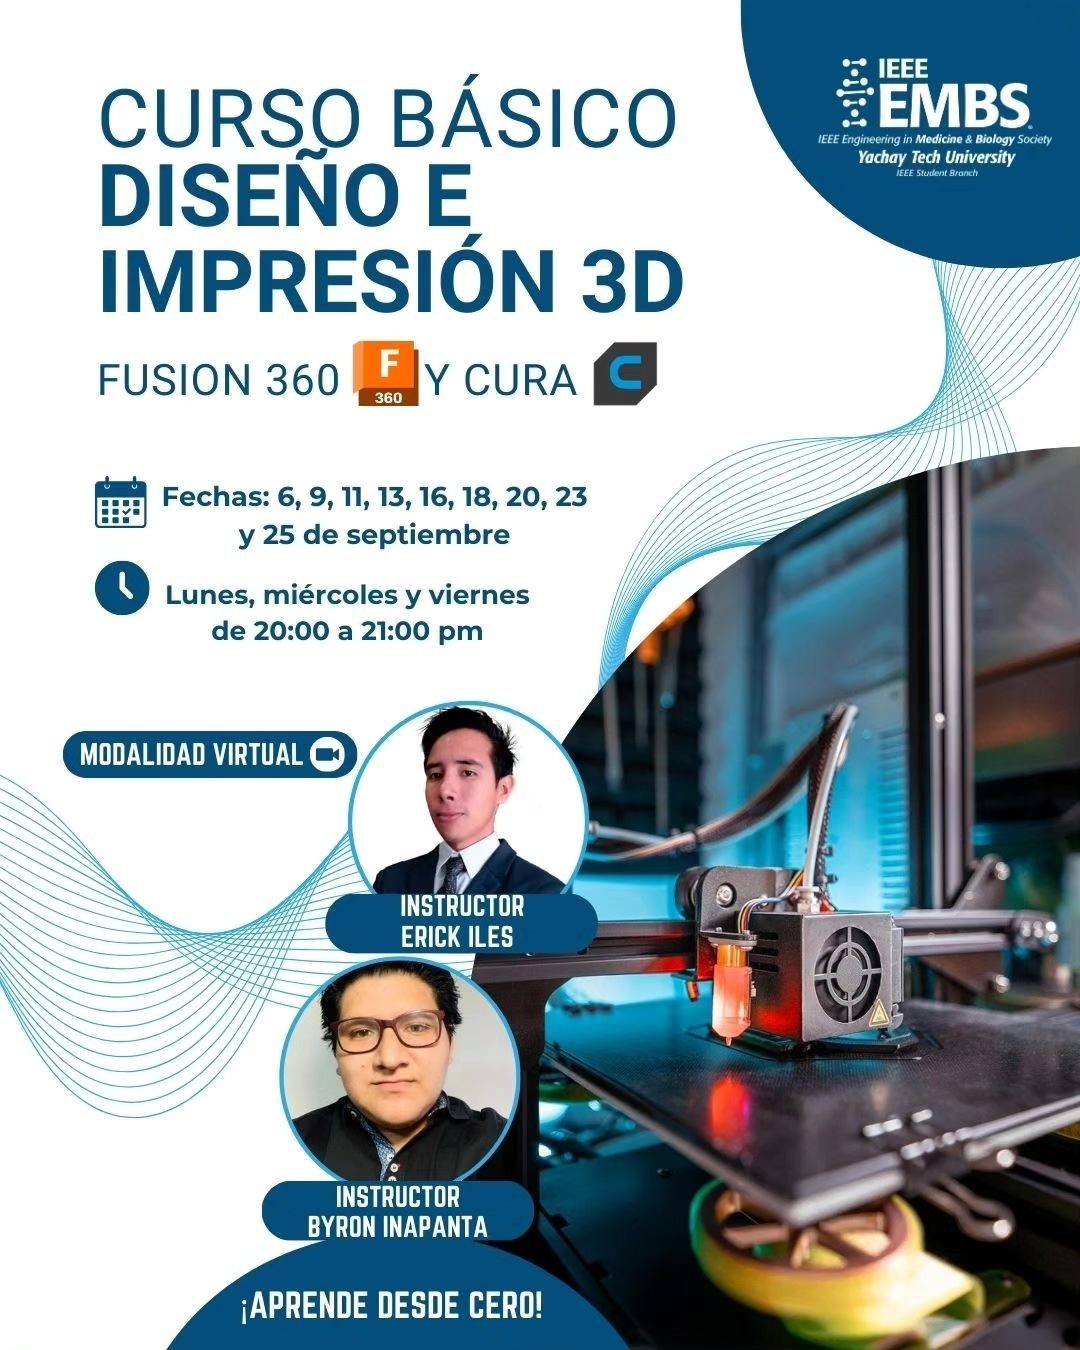 IEEE
EMBS
IEEE Engineering in Medicine & Biology Society
Yachay Tech University
IEEE Student Branch
CURSO BÁSICO
DISEÑO E
IMPRESIÓN 3D
FUSION 360 F 360 Y CURA C
Fechas: 6, 9, 11, 13, 16, 18, 20, 23
y 25 de septiembre
Lunes, miércoles y viernes
de 20:00 a 21:00 pm
MODALIDAD VIRTUAL
INSTRUCTOR
ERICK ILES
INSTRUCTOR
BYRON INAPANTA
¡APRENDE DESDE CERO!